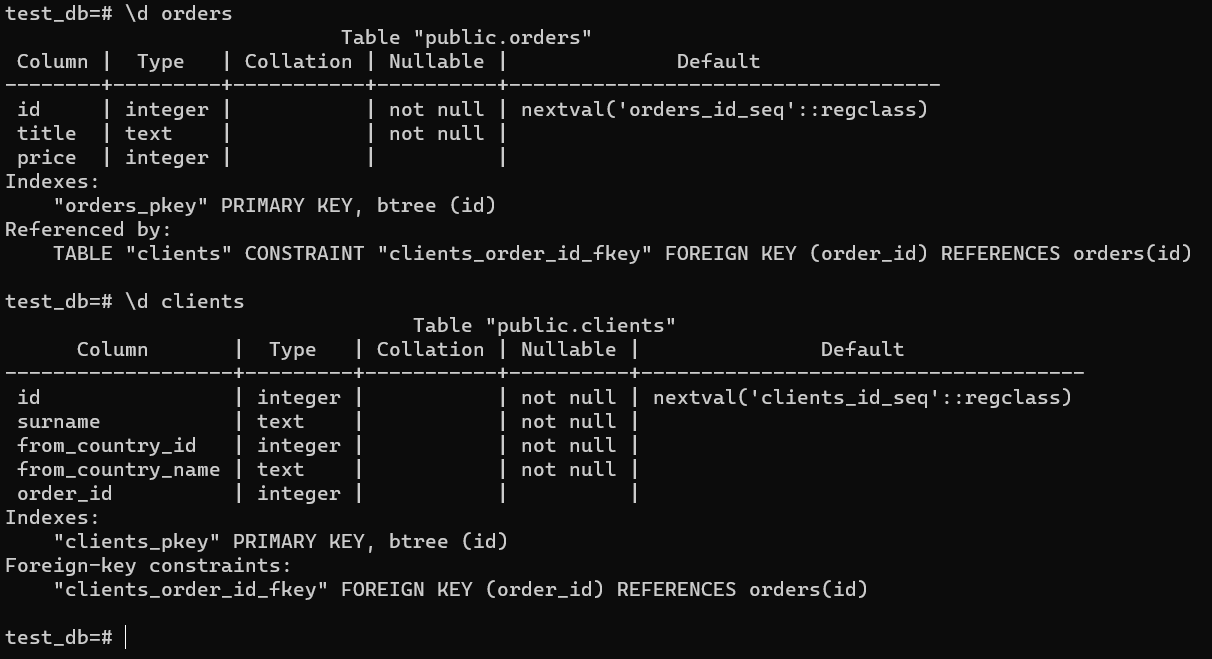 test_db=# \d orders
                            Table "public.orders"
 Column |  Type   | Collation | Nullable |              Default
--------+---------+-----------+----------+------------------------------------
 id     | integer |           | not null | nextval('orders_id_seq'::regclass)
 title  | text    |           | not null |
 price  | integer |           |          |
Indexes:
    "orders_pkey" PRIMARY KEY, btree (id)
Referenced by:
    TABLE "clients" CONSTRAINT "clients_order_id_fkey" FOREIGN KEY (order_id) REFERENCES orders(id)

test_db=# \d clients
                                  Table "public.clients"
      Column       |  Type   | Collation | Nullable |               Default
-------------------+---------+-----------+----------+-------------------------------------
 id                | integer |           | not null | nextval('clients_id_seq'::regclass)
 surname           | text    |           | not null |
 from_country_id   | integer |           | not null |
 from_country_name | text    |           | not null |
 order_id          | integer |           |          |
Indexes:
    "clients_pkey" PRIMARY KEY, btree (id)
Foreign-key constraints:
    "clients_order_id_fkey" FOREIGN KEY (order_id) REFERENCES orders(id)

test_db=#